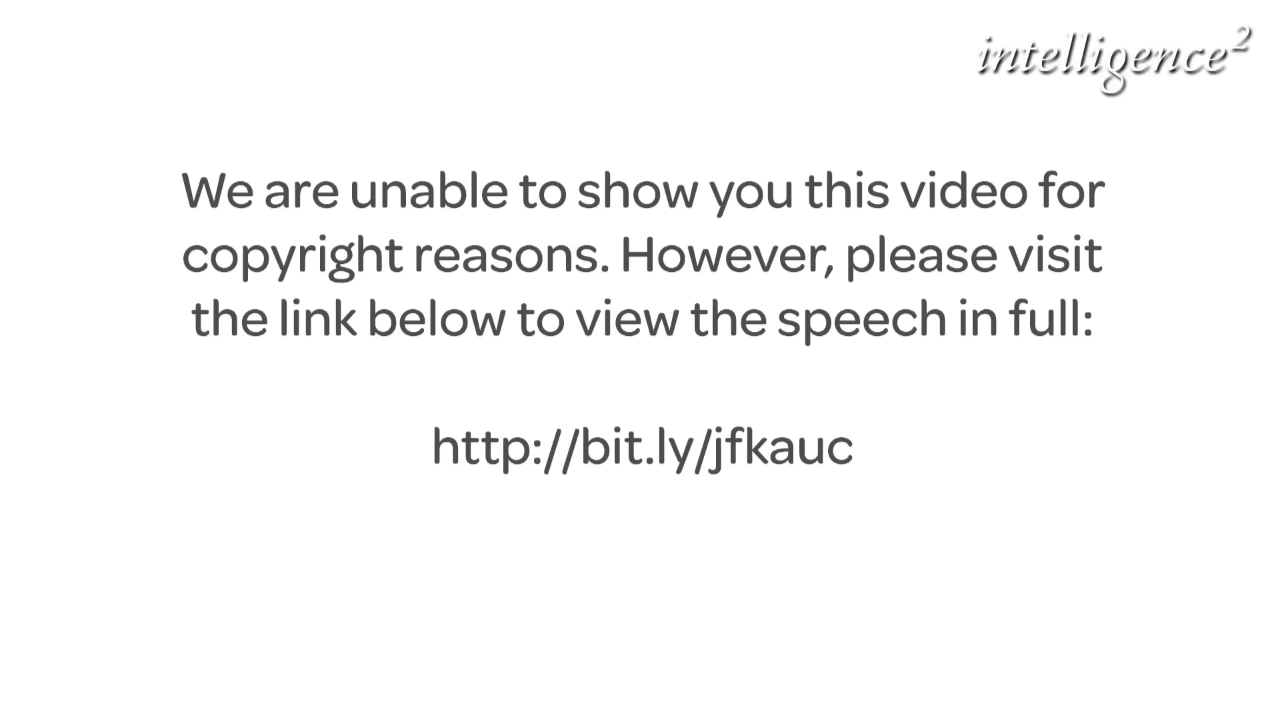 intelligence²
We are unable to show you this video for
copyright reasons. However, please visit
the link below to view the speech in full:
http://bit.ly/jfkauc